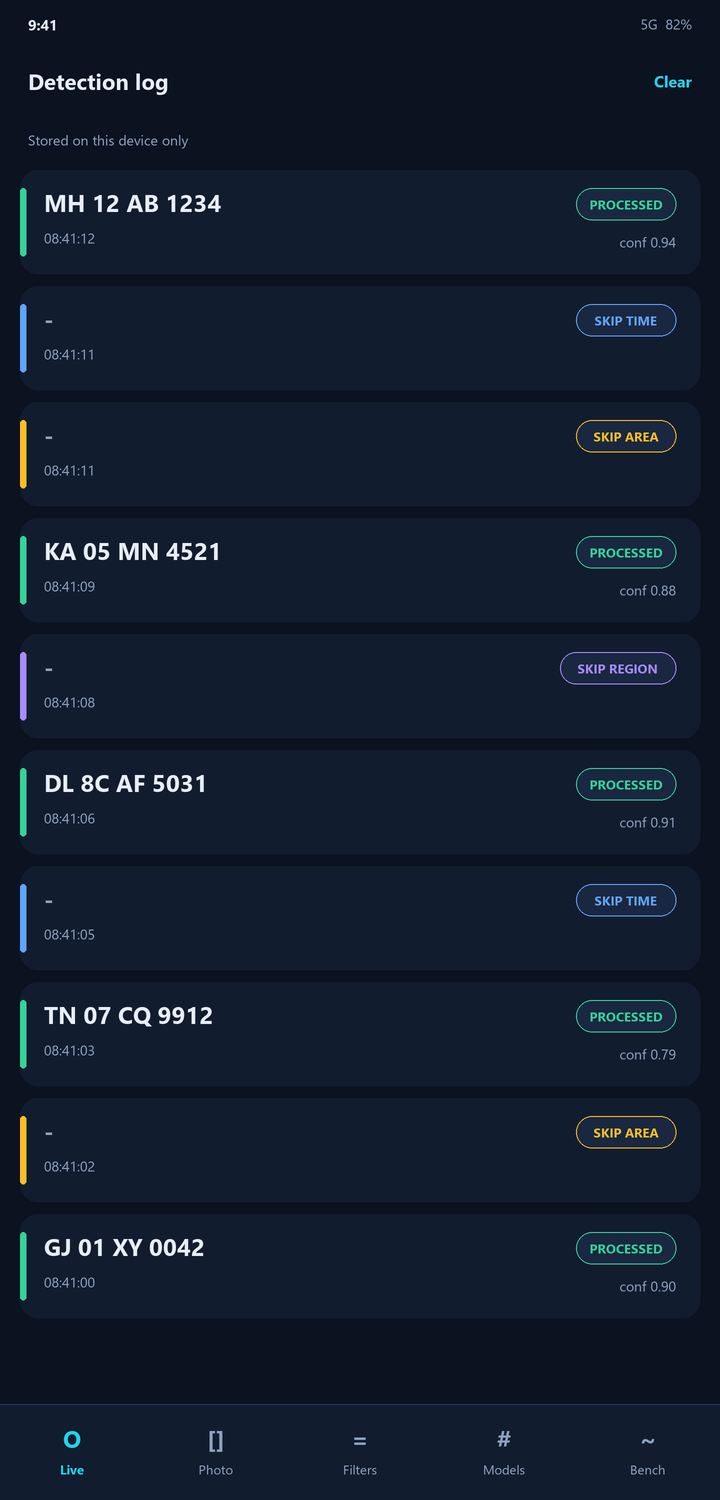 9:41 5G 82%
Detection log Clear
Stored on this device only
MH 12 AB 1234 PROCESSED
08:41:12 conf 0.94
- SKIP TIME
08:41:11
- SKIP AREA
08:41:11
KA 05 MN 4521 PROCESSED
08:41:09 conf 0.88
- SKIP REGION
08:41:08
DL 8C AF 5031 PROCESSED
08:41:06 conf 0.91
- SKIP TIME
08:41:05
TN 07 CQ 9912 PROCESSED
08:41:03 conf 0.79
- SKIP AREA
08:41:02
GJ 01 XY 0042 PROCESSED
08:41:00 conf 0.90
O [] = # ~
Live Photo Filters Models Bench